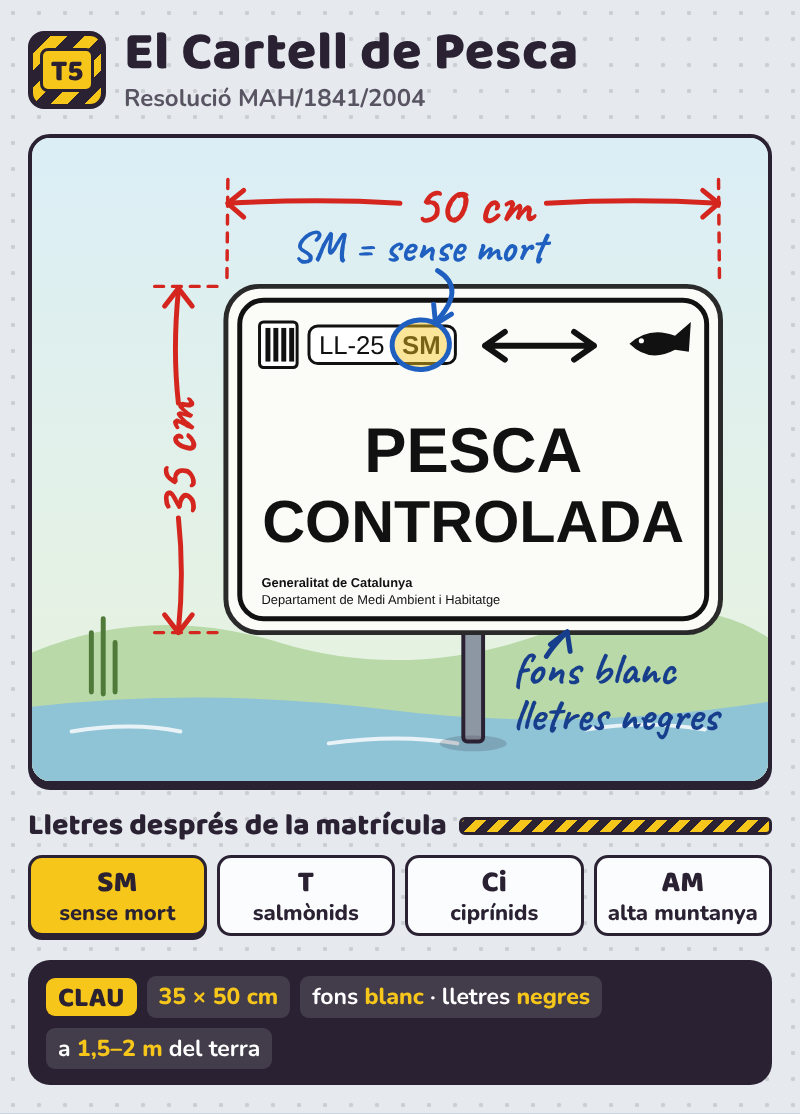 T5
El Cartell de Pesca
Resolució MAH/1841/2004
50 cm
SM = sense mort
35 cm
LL-25 SM
PESCA
CONTROLADA
Generalitat de Catalunya
Departament de Medi Ambient i Habitatge
fons blanc
lletres negres
Lletres després de la matrícula
SM
sense mort
T
salmònids
Ci
ciprínids
AM
alta muntanya
CLAU
35 × 50 cm
fons blanc · lletres negres
a 1,5–2 m del terra